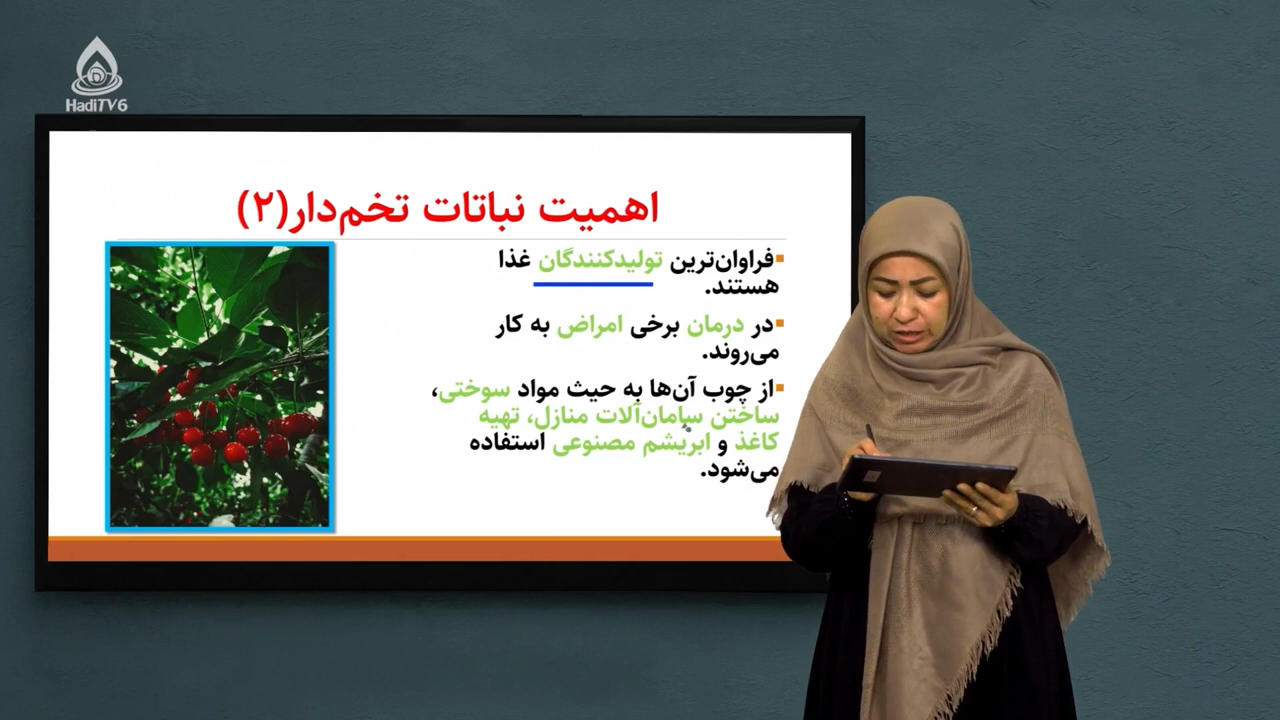 HadiTV6
اهمیت نباتات تخم‌دار(۲)
فراوان‌ترین تولیدکنندگان غذا
هستند.
در درمان برخی امراض به کار
می‌روند.
از چوب آن‌ها به حیث مواد سوختی،
ساختن سامان‌آلات منازل، تهیه
کاغذ و ابریشم مصنوعی استفاده
می‌شود.